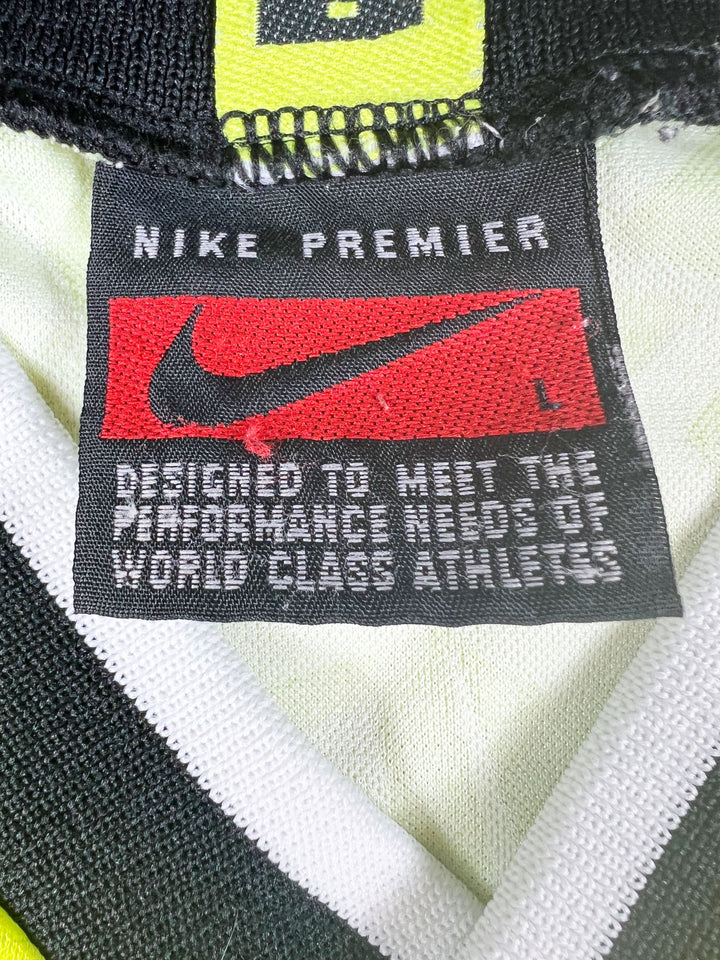 NIKE PREMIER
L
DESIGNED TO MEET THE
PERFORMANCE NEEDS OF
WORLD CLASS ATHLETES